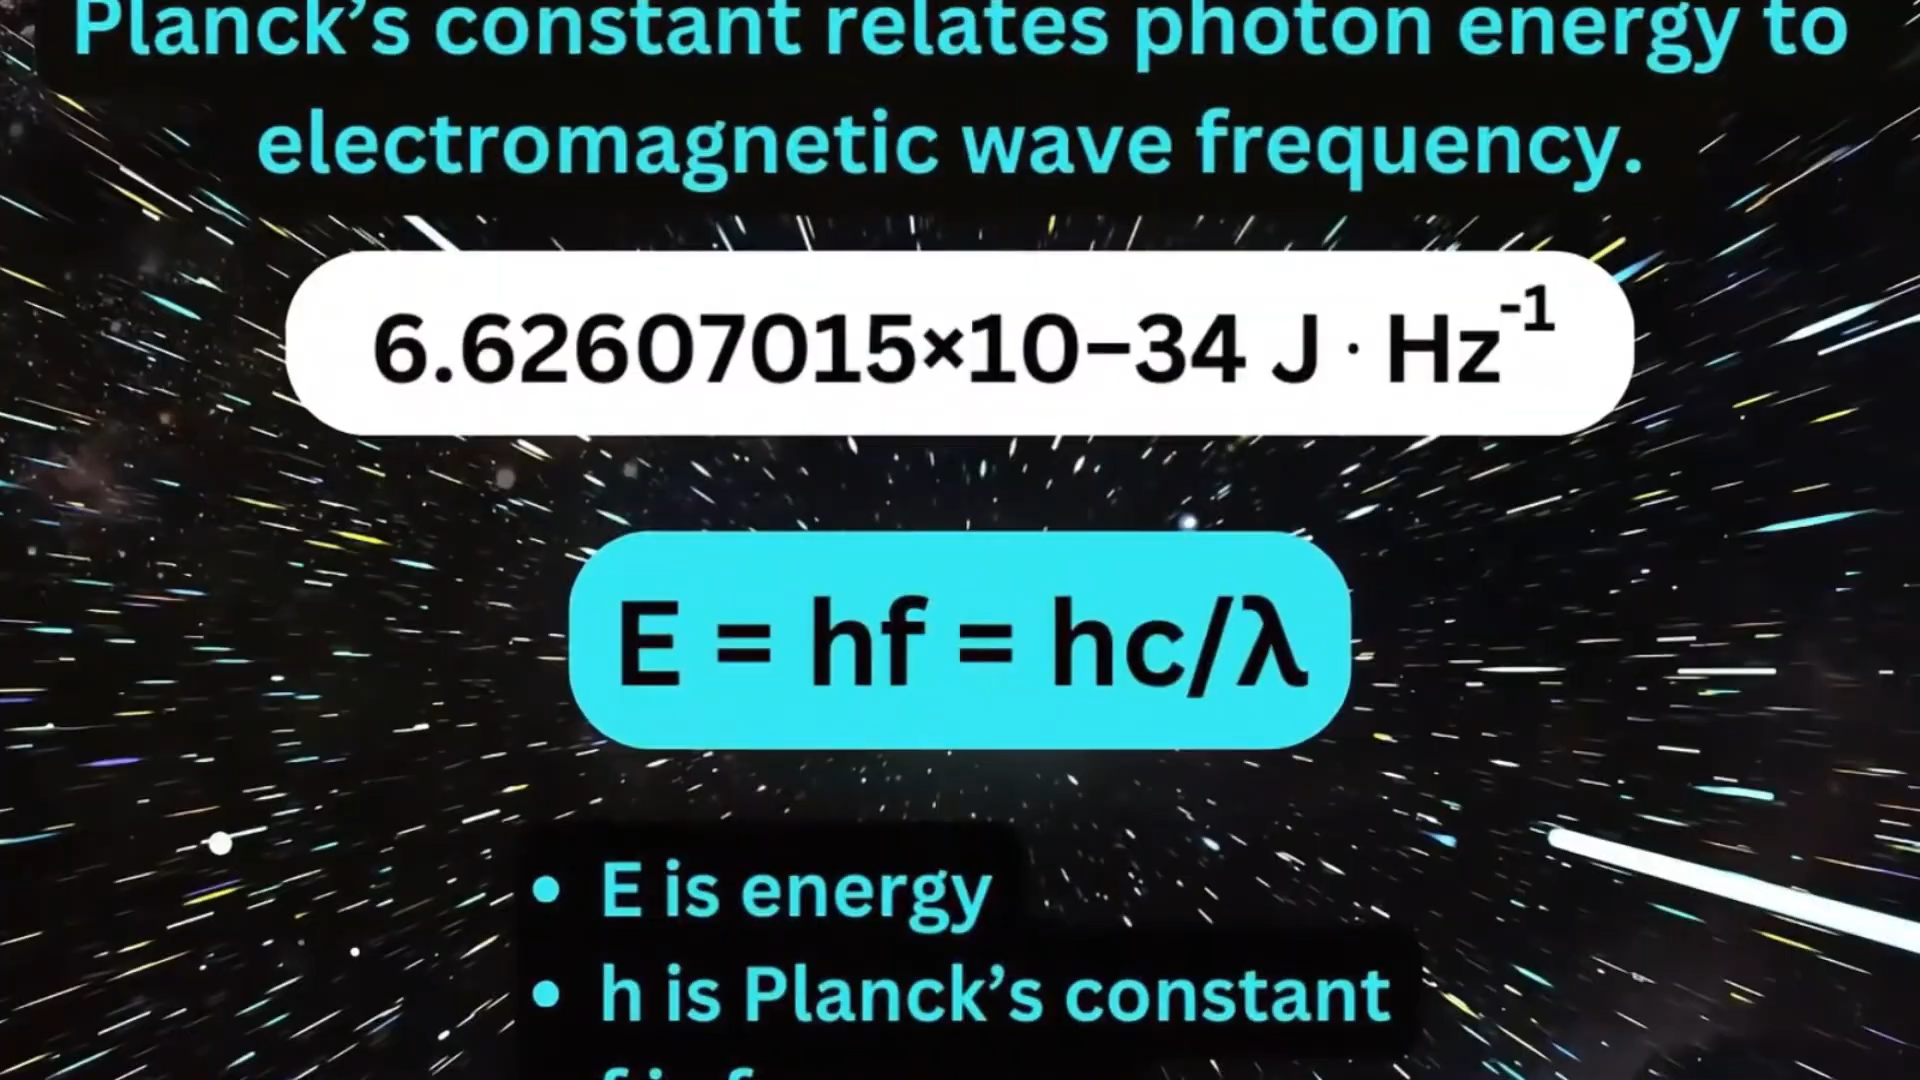 Planck’s constant relates photon energy to
electromagnetic wave frequency.
6.62607015×10−34 J · Hz⁻¹
E = hf = hc/λ
• E is energy
• h is Planck’s constant